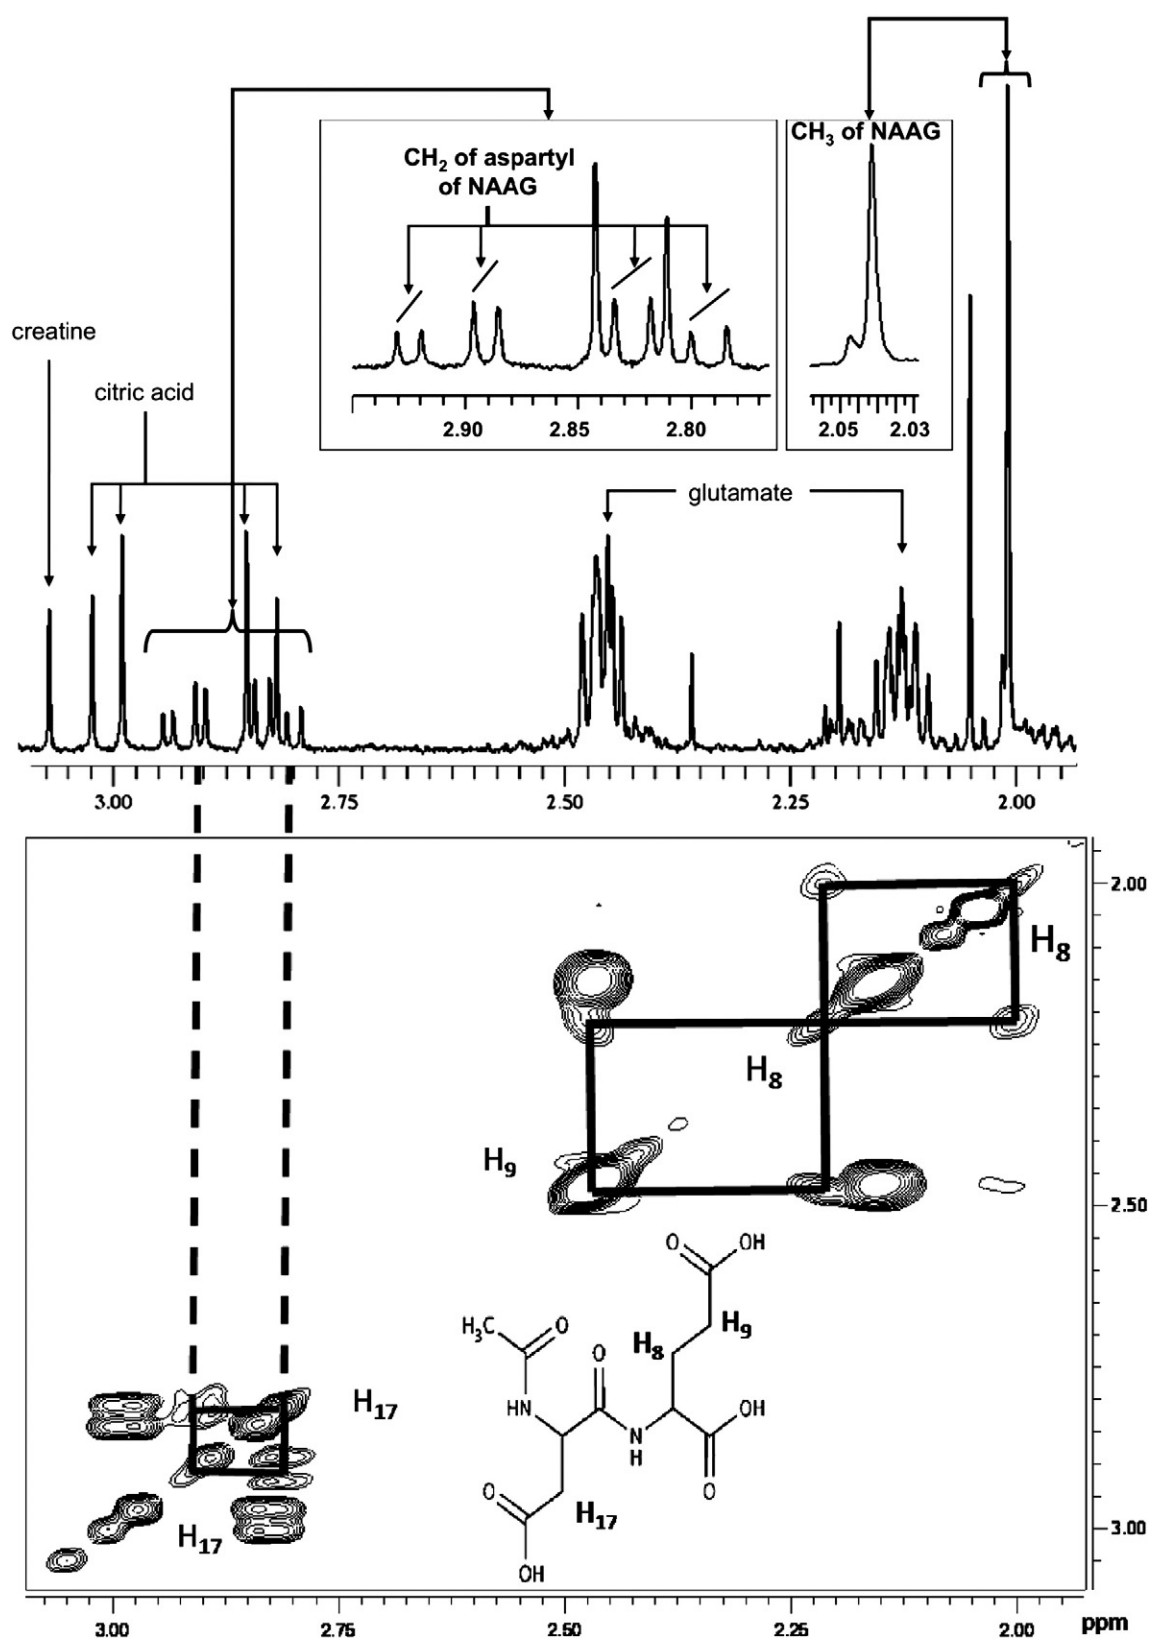 CH3 of NAAG
CH2 of aspartyl
of NAAG
creatine
citric acid
2.90 2.85 2.80
2.05 2.03
glutamate
3.00 2.75 2.50 2.25 2.00
2.00
H8
H8
H9
2.50
O OH
H3C O
H8 H9
O
H17
HN OH
N
H
O O
H17
H17
OH
3.00
3.00 2.75 2.50 2.25 2.00 ppm